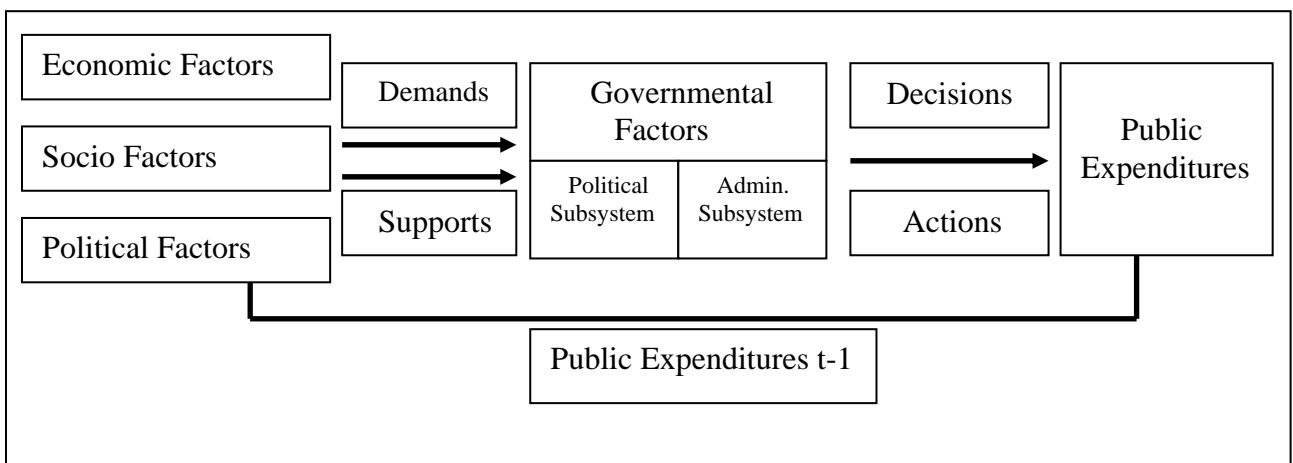 Economic Factors
Socio Factors
Political Factors
Demands
Supports
Governmental
Factors
Political
Subsystem
Admin.
Subsystem
Decisions
Actions
Public
Expenditures
Public Expenditures t-1